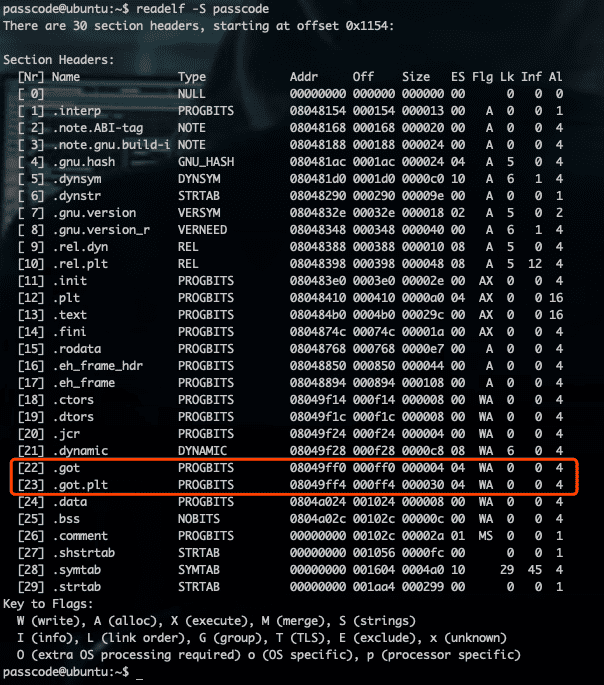 passcode@ubuntu:~$ readelf -S passcode
There are 30 section headers, starting at offset 0x1154:
Section Headers:
[Nr] Name Type Addr Off Size ES Flg Lk Inf Al
[ 0] NULL 00000000 000000 000000 00 0 0 0
[ 1] .interp PROGBITS 08048154 000154 000013 00 A 0 0 1
[ 2] .note.ABI-tag NOTE 08048168 000168 000020 00 A 0 0 4
[ 3] .note.gnu.build-i NOTE 08048188 000188 000024 00 A 0 0 4
[ 4] .gnu.hash GNU_HASH 080481ac 0001ac 000024 04 A 5 0 4
[ 5] .dynsym DYNSYM 080481d0 0001d0 0000c0 10 A 6 1 4
[ 6] .dynstr STRTAB 08048290 000290 00009e 00 A 0 0 1
[ 7] .gnu.version VERSYM 0804832e 00032e 000018 02 A 5 0 2
[ 8] .gnu.version_r VERNEED 08048348 000348 000040 00 A 6 1 4
[ 9] .rel.dyn REL 08048388 000388 000010 08 A 5 0 4
[10] .rel.plt REL 08048398 000398 000048 08 A 5 12 4
[11] .init PROGBITS 080483e0 0003e0 00002e 00 AX 0 0 4
[12] .plt PROGBITS 08048410 000410 0000a0 04 AX 0 0 16
[13] .text PROGBITS 080484b0 0004b0 00029c 00 AX 0 0 16
[14] .fini PROGBITS 0804874c 00074c 00001a 00 AX 0 0 4
[15] .rodata PROGBITS 08048768 000768 0000e7 00 A 0 0 4
[16] .eh_frame_hdr PROGBITS 08048850 000850 000044 00 A 0 0 4
[17] .eh_frame PROGBITS 08048894 000894 000108 00 A 0 0 4
[18] .ctors PROGBITS 08049f14 000f14 000008 00 WA 0 0 4
[19] .dtors PROGBITS 08049f1c 000f1c 000008 00 WA 0 0 4
[20] .jcr PROGBITS 08049f24 000f24 000004 00 WA 0 0 4
[21] .dynamic DYNAMIC 08049f28 000f28 0000c8 08 WA 6 0 4
[22] .got PROGBITS 08049ff0 000ff0 000004 04 WA 0 0 4
[23] .got.plt PROGBITS 08049ff4 000ff4 000030 04 WA 0 0 4
[24] .data PROGBITS 0804a024 001024 000008 00 WA 0 0 4
[25] .bss NOBITS 0804a02c 00102c 00000c 00 WA 0 0 4
[26] .comment PROGBITS 00000000 00102c 00002a 01 MS 0 0 1
[27] .shstrtab STRTAB 00000000 001056 0000fc 00 0 0 1
[28] .symtab SYMTAB 00000000 001604 0004a0 10 29 45 4
[29] .strtab STRTAB 00000000 001aa4 000299 00 0 0 1
Key to Flags:
W (write), A (alloc), X (execute), M (merge), S (strings)
I (info), L (link order), G (group), T (TLS), E (exclude), x (unknown)
O (extra OS processing required) o (OS specific), p (processor specific)
passcode@ubuntu:~$ _